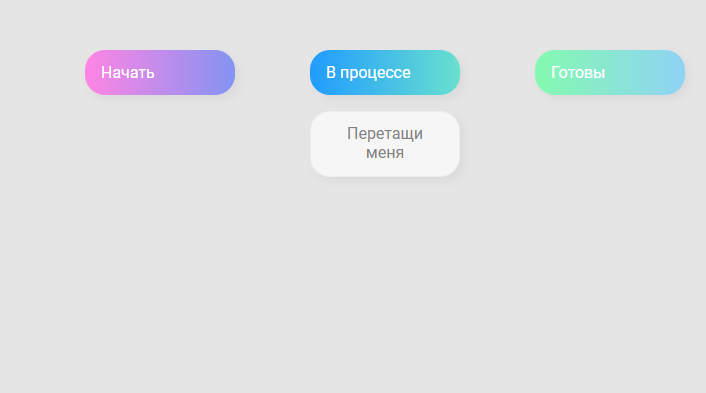 Начать
В процессе
Готовы
Перетащи
меня